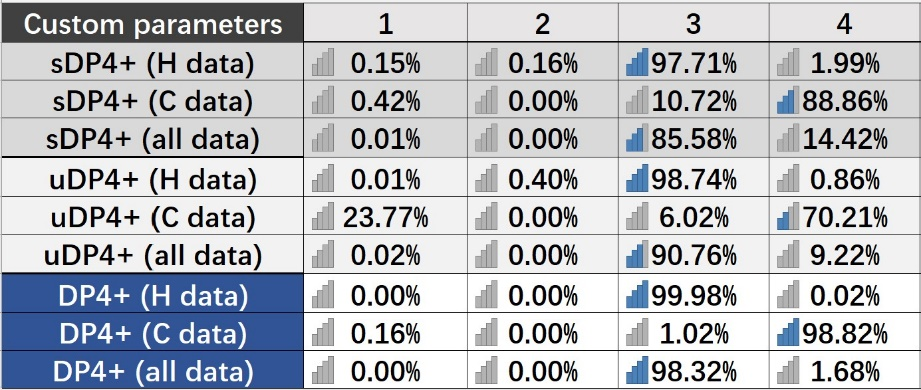 Custom parameters 1 2 3 4
sDP4+ (H data) 0.15% 0.16% 97.71% 1.99%
sDP4+ (C data) 0.42% 0.00% 10.72% 88.86%
sDP4+ (all data) 0.01% 0.00% 85.58% 14.42%
uDP4+ (H data) 0.01% 0.40% 98.74% 0.86%
uDP4+ (C data) 23.77% 0.00% 6.02% 70.21%
uDP4+ (all data) 0.02% 0.00% 90.76% 9.22%
DP4+ (H data) 0.00% 0.00% 99.98% 0.02%
DP4+ (C data) 0.16% 0.00% 1.02% 98.82%
DP4+ (all data) 0.00% 0.00% 98.32% 1.68%